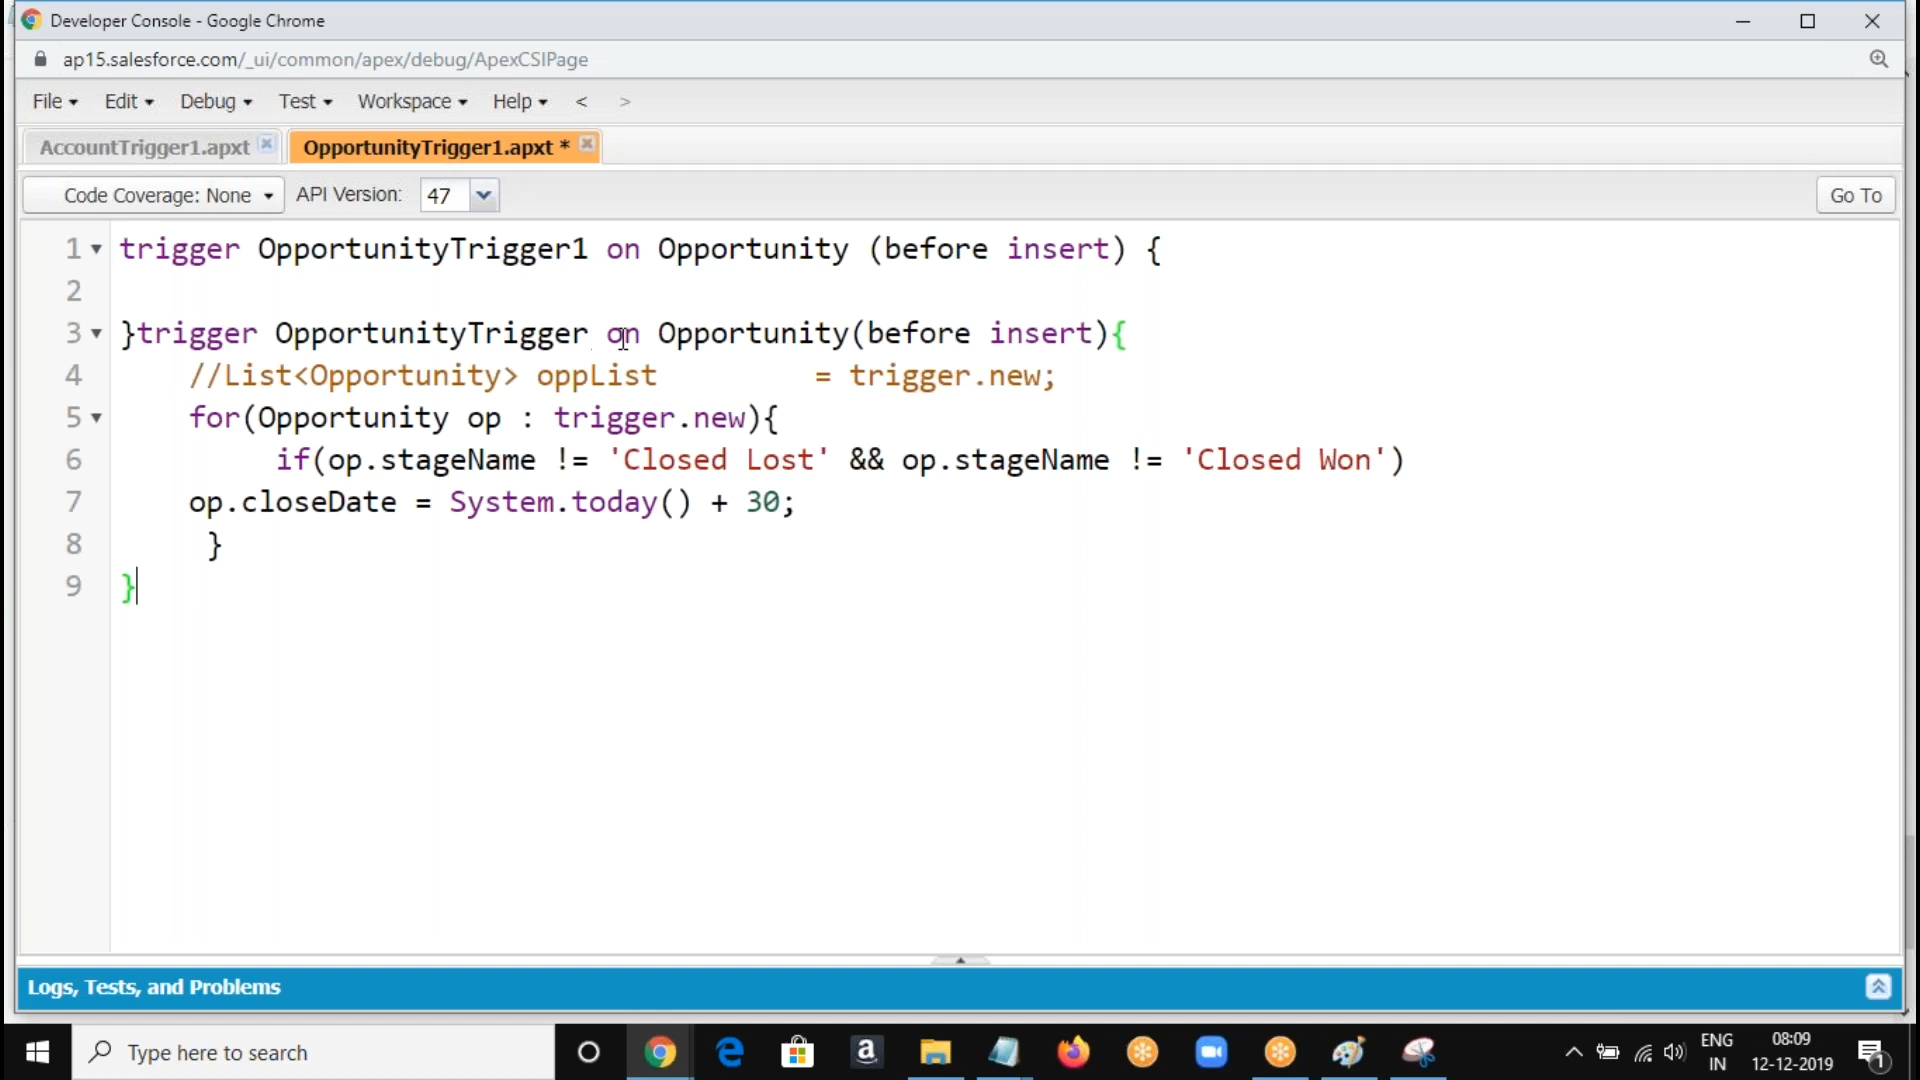 Developer Console - Google Chrome
ap15.salesforce.com/_ui/common/apex/debug/ApexCSIPage
File Edit Debug Test Workspace Help < >
AccountTrigger1.apxt OpportunityTrigger1.apxt *
Code Coverage: None API Version: 47 Go To
1 trigger OpportunityTrigger1 on Opportunity (before insert) {
2
3 }trigger OpportunityTrigger on Opportunity(before insert){
4 //List<Opportunity> oppList = trigger.new;
5 for(Opportunity op : trigger.new){
6 if(op.stageName != 'Closed Lost' && op.stageName != 'Closed Won')
7 op.closeDate = System.today() + 30;
8 }
9 }
Logs, Tests, and Problems
Type here to search
a
ENG
IN
08:09
12-12-2019
1